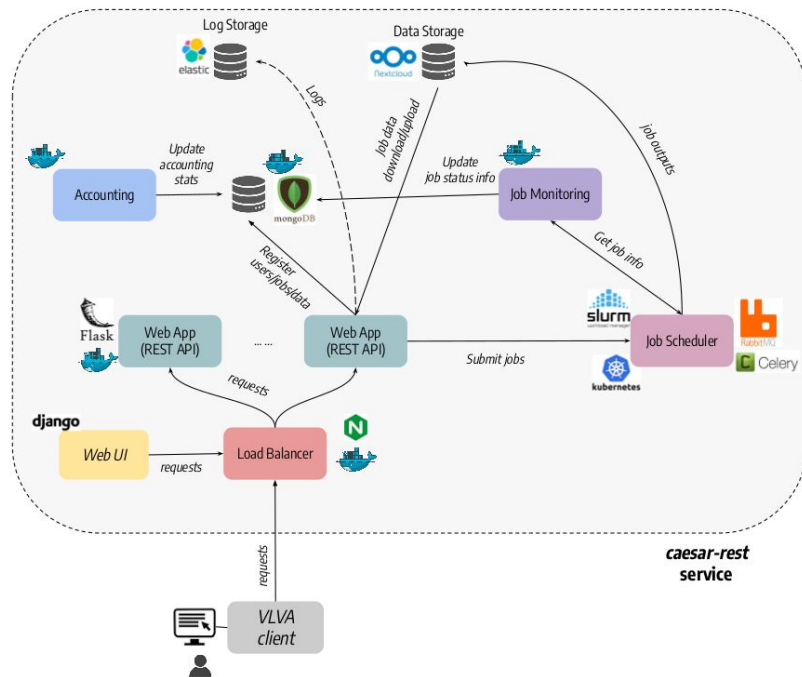 Log Storage
elastic
Data Storage
Nextcloud
Logs
Job data
download/upload
job outputs
Update
accounting
stats
Accounting
mongoDB
Update
job status info
Job Monitoring
Register
users/jobs/data
Get job info
Flask
Web App
(REST API)
... ...
Web App
(REST API)
Submit jobs
slurm
workload manager
kubernetes
Job Scheduler
RabbitMQ
C Celery
requests
django
Web UI
requests
Load Balancer
N
requests
caesar-rest
service
VLVA
client